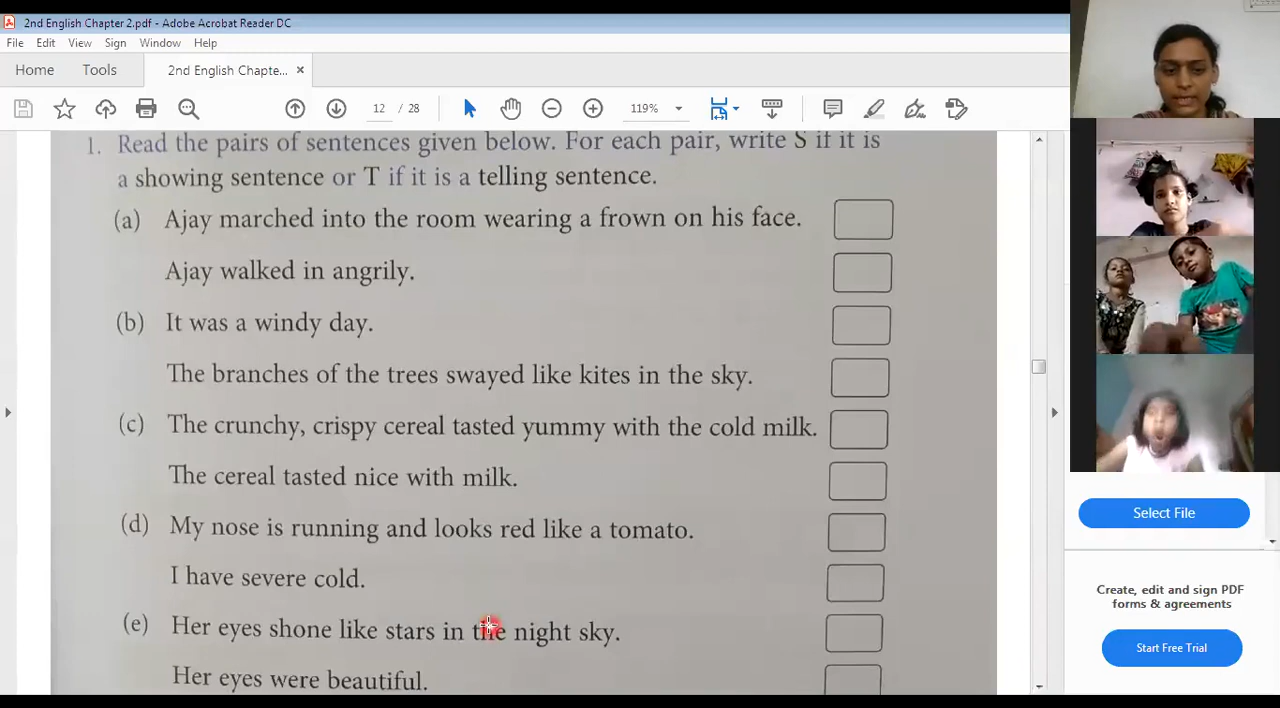 2nd English Chapter 2.pdf - Adobe Acrobat Reader DC
File Edit View Sign Window Help
Home Tools 2nd English Chapte... ×
12 / 28 119%
1. Read the pairs of sentences given below. For each pair, write S if it is
a showing sentence or T if it is a telling sentence.
(a) Ajay marched into the room wearing a frown on his face.
Ajay walked in angrily.
(b) It was a windy day.
The branches of the trees swayed like kites in the sky.
(c) The crunchy, crispy cereal tasted yummy with the cold milk.
The cereal tasted nice with milk.
(d) My nose is running and looks red like a tomato.
I have severe cold.
(e) Her eyes shone like stars in the night sky.
Her eyes were beautiful.
Select File
Create, edit and sign PDF
forms & agreements
Start Free Trial